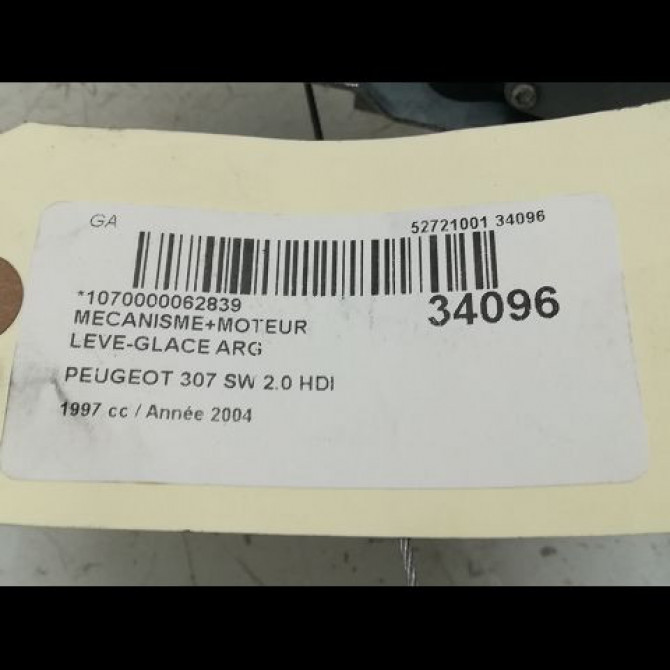 GA
52721001 34096
*1070000062839
34096
MECANISME+MOTEUR
LEVE-GLACE ARG
PEUGEOT 307 SW 2.0 HDI
1997 cc / Année 2004